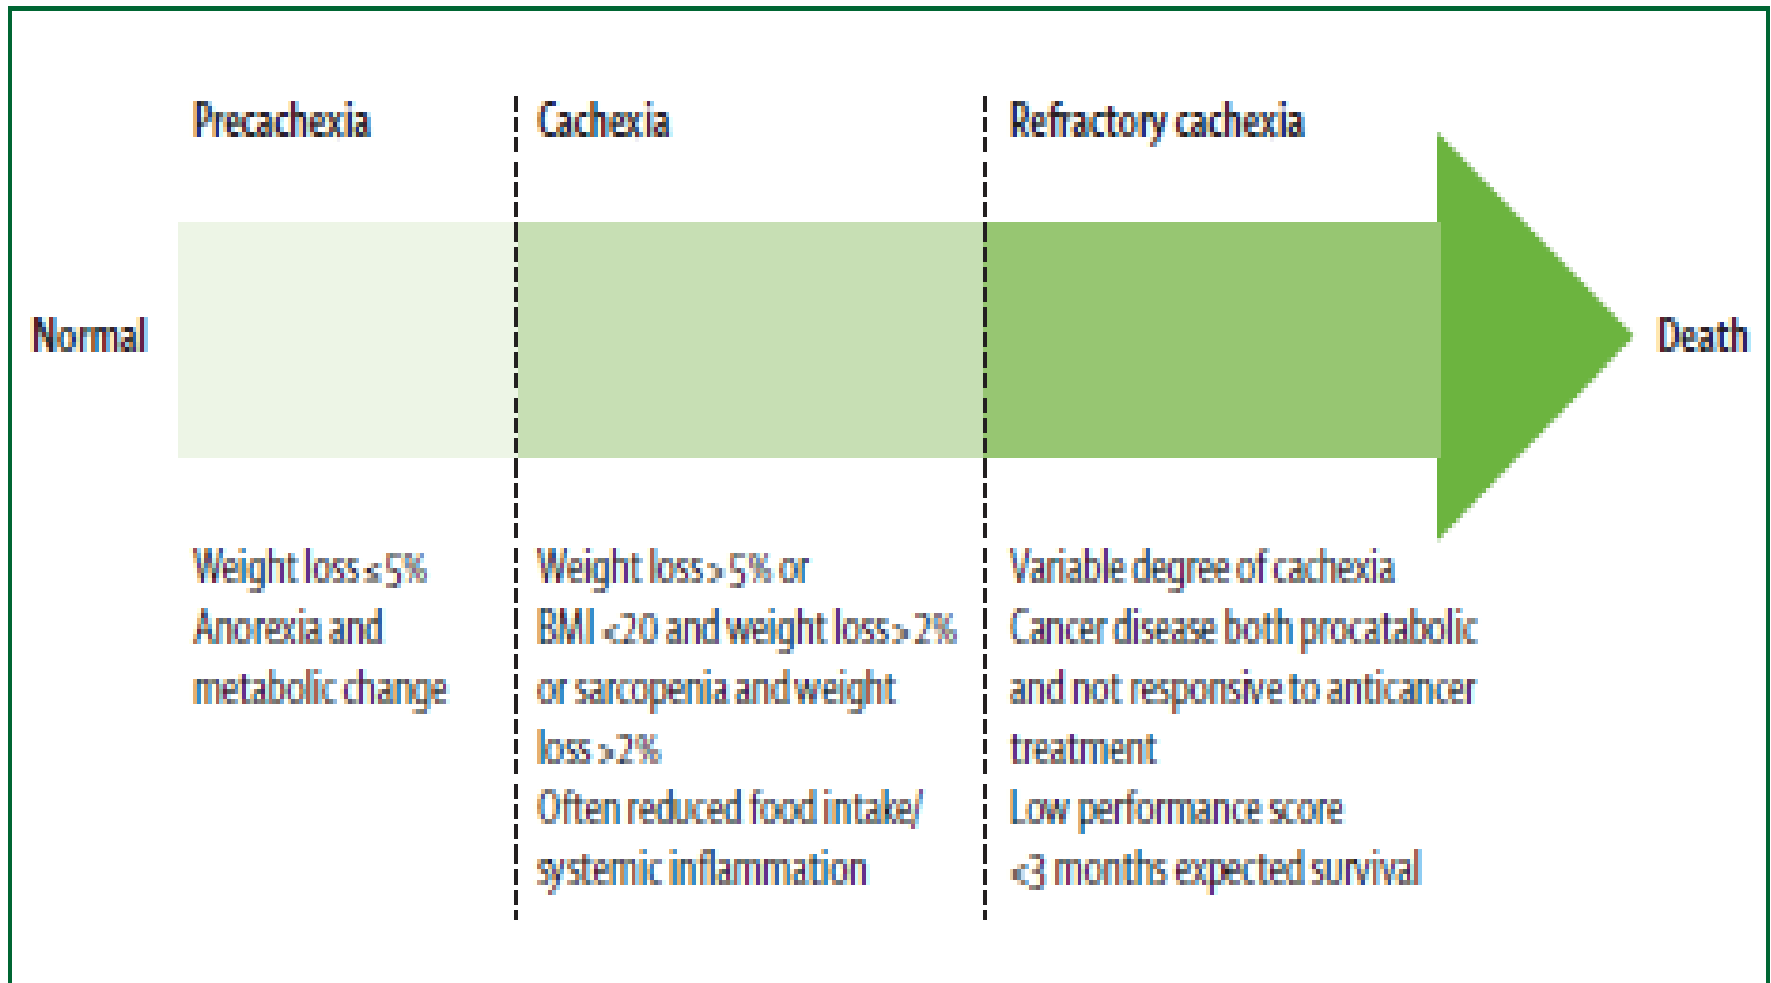 Precachexia
Cachexia
Refractory cachexia
Normal
Death
Weight loss ≤5%
Anorexia and
metabolic change
Weight loss >5% or
BMI <20 and weight loss >2%
or sarcopenia and weight
loss >2%
Often reduced food intake/
systemic inflammation
Variable degree of cachexia
Cancer disease both procatabolic
and not responsive to anticancer
treatment
Low performance score
<3 months expected survival